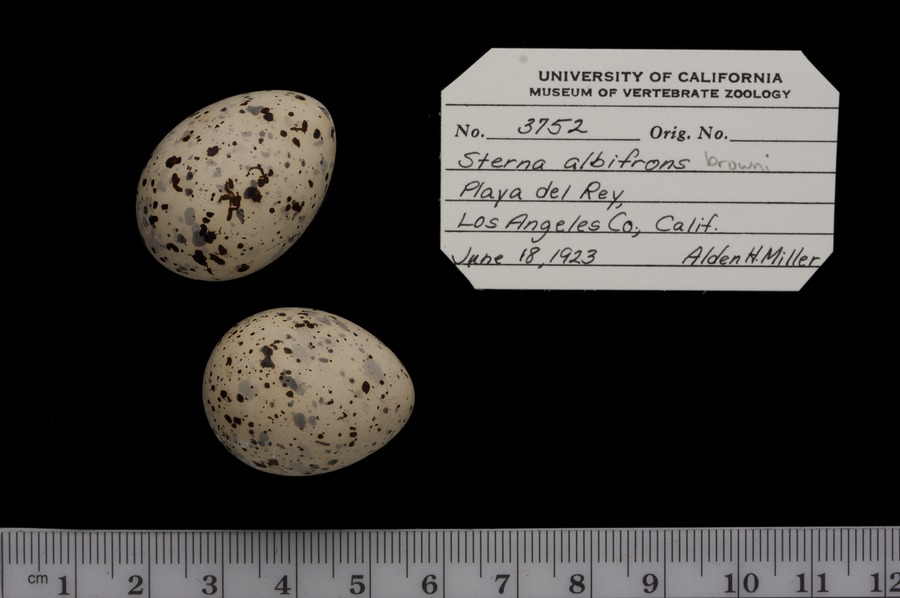 UNIVERSITY OF CALIFORNIA
MUSEUM OF VERTEBRATE ZOOLOGY
No. 3752 Orig. No.
Sterna albifrons browni
Playa del Rey,
Los Angeles Co., Calif.
June 18, 1923 Alden H. Miller
cm 1 2 3 4 5 6 7 8 9 10 11 12